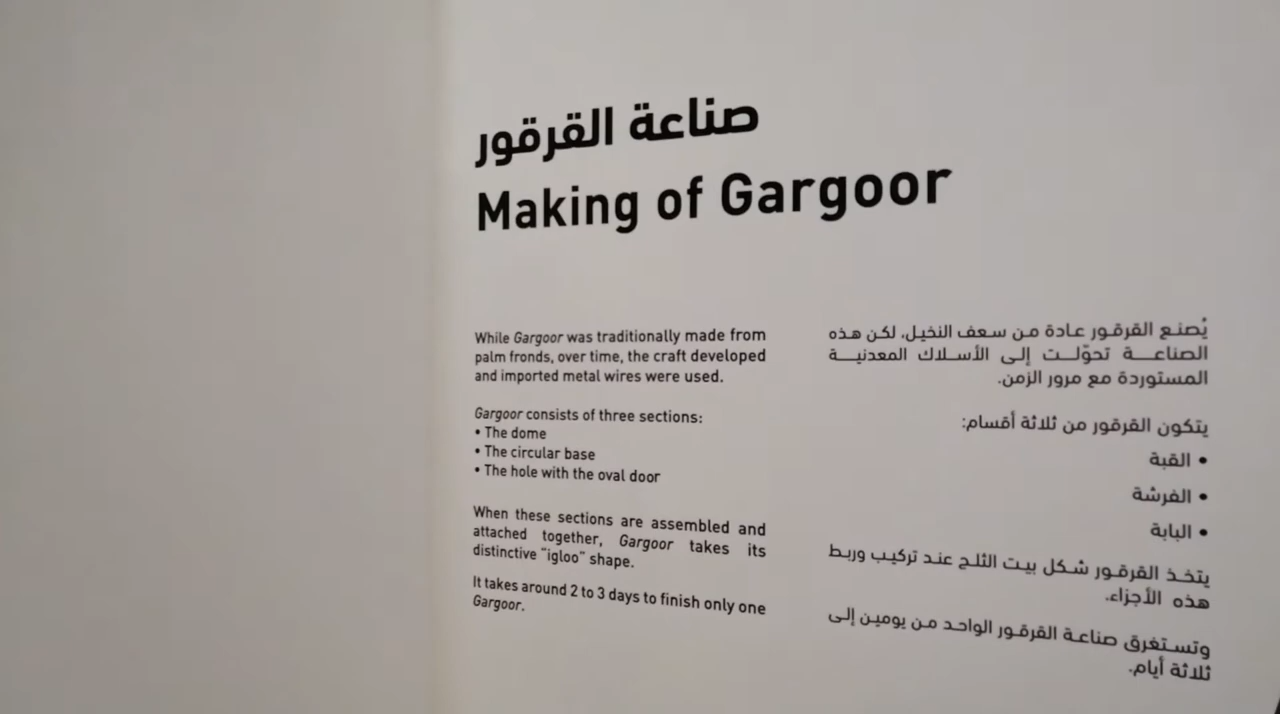 صناعة القرقور
Making of Gargoor
While Gargoor was traditionally made from
palm fronds, over time, the craft developed
and imported metal wires were used.
Gargoor consists of three sections:
• The dome
• The circular base
• The hole with the oval door
When these sections are assembled and
attached together, Gargoor takes its
distinctive “igloo” shape.
It takes around 2 to 3 days to finish only one
Gargoor.
يُصنع القرقور عادة من سعف النخيل، لكن هذه
الصناعة تحوّلت إلى الأسلاك المعدنية
المستوردة مع مرور الزمن.
يتكون القرقور من ثلاثة أقسام:
• القبة
• الفرشة
• البابة
يتخذ القرقور شكل بيت الثلج عند تركيب وربط
هذه الأجزاء.
وتستغرق صناعة القرقور الواحد من يومين إلى
ثلاثة أيام.